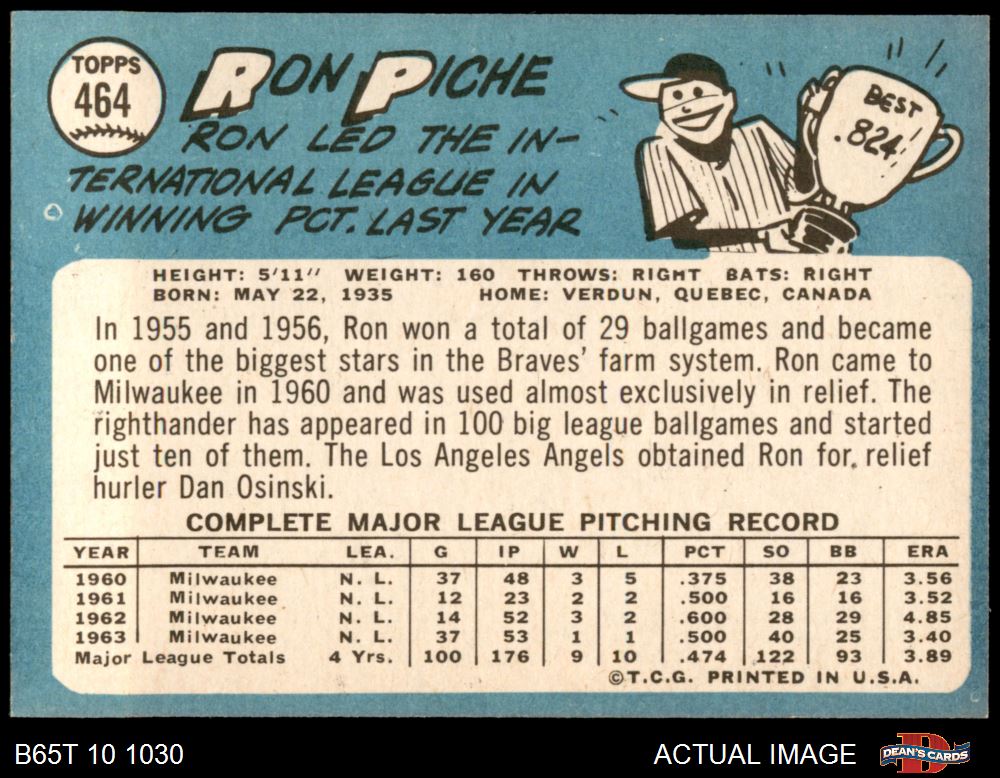 TOPPS
464
RON PICHE
RON LED THE IN-
TERNATIONAL LEAGUE IN
WINNING PCT. LAST YEAR
BEST
.824!
HEIGHT: 5'11" WEIGHT: 160 THROWS: RIGHT BATS: RIGHT
BORN: MAY 22, 1935 HOME: VERDUN, QUEBEC, CANADA
In 1955 and 1956, Ron won a total of 29 ballgames and became
one of the biggest stars in the Braves' farm system. Ron came to
Milwaukee in 1960 and was used almost exclusively in relief. The
righthander has appeared in 100 big league ballgames and started
just ten of them. The Los Angeles Angels obtained Ron for relief
hurler Dan Osinski.
COMPLETE MAJOR LEAGUE PITCHING RECORD
YEAR TEAM LEA. G IP W L PCT SO BB ERA
1960 Milwaukee N. L. 37 48 3 5 .375 38 23 3.56
1961 Milwaukee N. L. 12 23 2 2 .500 16 16 3.52
1962 Milwaukee N. L. 14 52 3 2 .600 28 29 4.85
1963 Milwaukee N. L. 37 53 1 1 .500 40 25 3.40
Major League Totals 4 Yrs. 100 176 9 10 .474 122 93 3.89
©T.C.G. PRINTED IN U.S.A.
B65T 10 1030 ACTUAL IMAGE DEAN'S CARDS